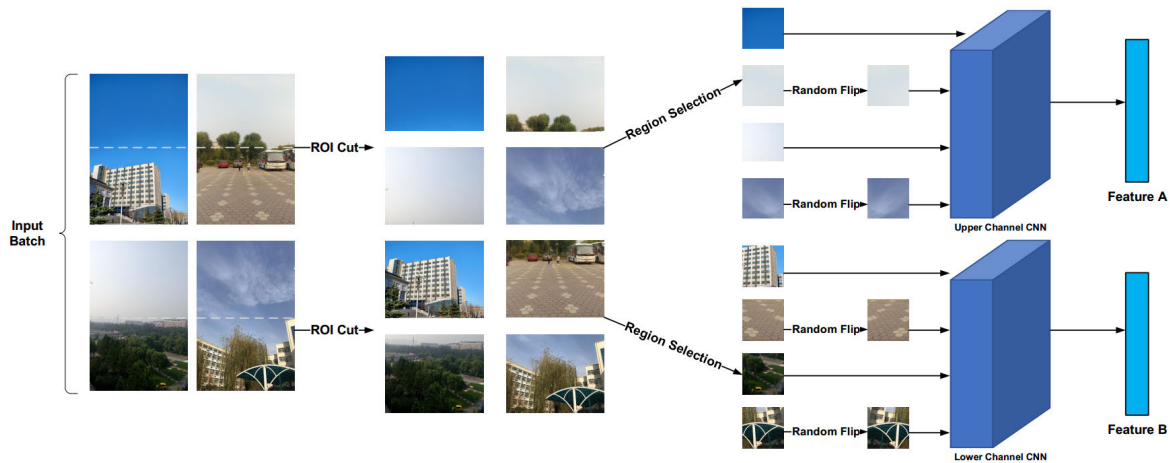 Input
Batch
ROI Cut
ROI Cut
Region Selection
Region Selection
Random Flip
Random Flip
Upper Channel CNN
Feature A
Random Flip
Random Flip
Lower Channel CNN
Feature B